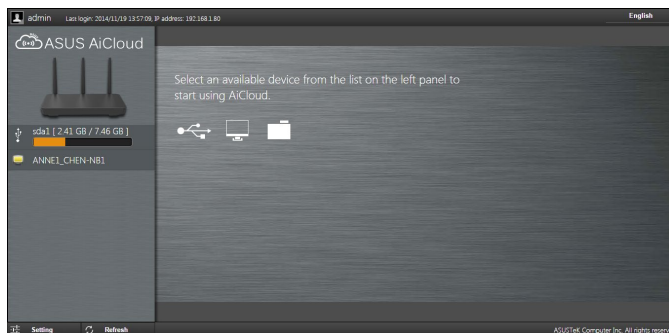 admin Last login: 2014/11/19 13:57:09, IP address: 192.168.1.80
English
ASUS AiCloud
sda1 [ 2.41 GB / 7.46 GB ]
ANNE1_CHEN-NB1
Select an available device from the list on the left panel to
start using AiCloud.
Setting
Refresh
ASUSTeK Computer Inc. All rights reserv